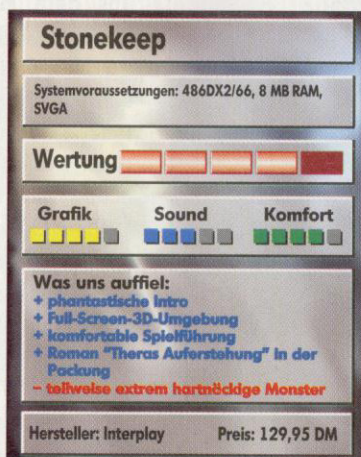 Stonekeep
Systemvoraussetzungen: 486DX2/66, 8 MB RAM,
SVGA
Wertung
Grafik Sound Komfort
Was uns auffiel:
+ phantastische Intro
+ Full-Screen-3D-Umgebung
+ komfortable Spielführung
+ Roman "Theras Auferstehung" in der
Packung
– teilweise extrem hartnäckige Monster
Hersteller: Interplay Preis: 129,95 DM